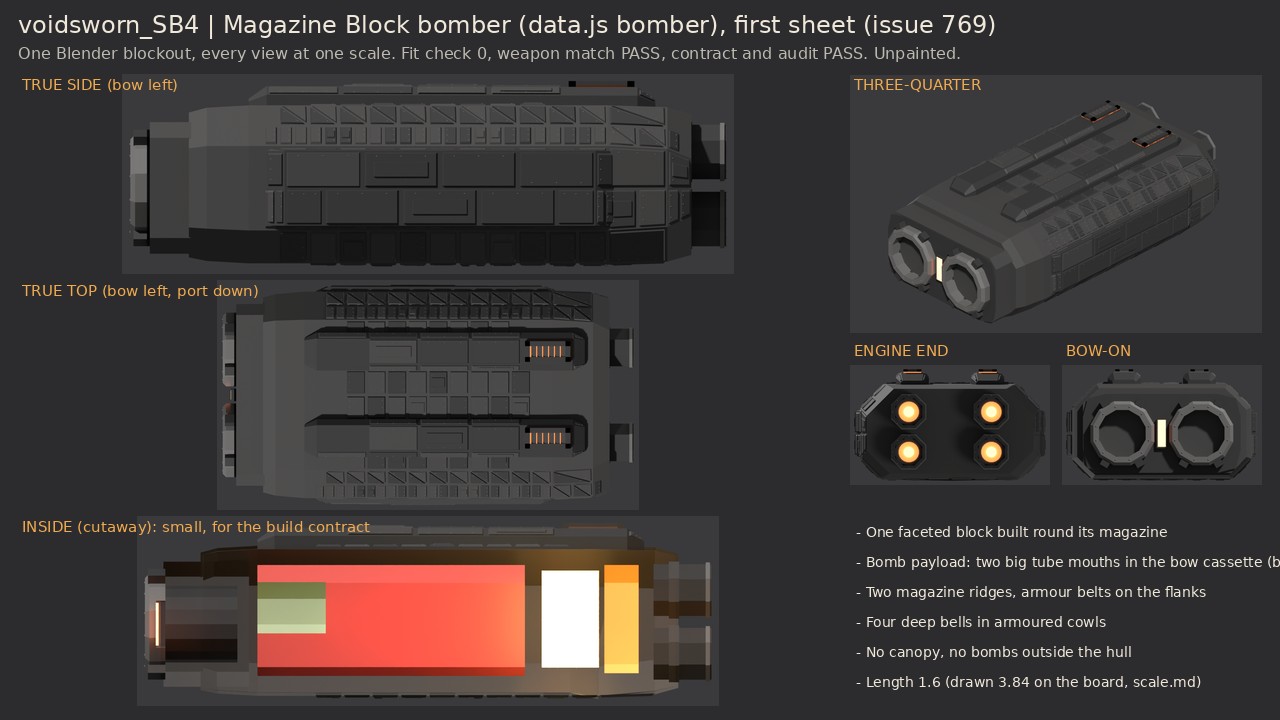 voidsworn_SB4 | Magazine Block bomber (data.js bomber), first sheet (issue 769)
One Blender blockout, every view at one scale. Fit check 0, weapon match PASS, contract and audit PASS. Unpainted.
TRUE SIDE (bow left)
THREE-QUARTER
TRUE TOP (bow left, port down)
ENGINE END
BOW-ON
INSIDE (cutaway): small, for the build contract
- One faceted block built round its magazine
- Bomb payload: two big tube mouths in the bow cassette (b
- Two magazine ridges, armour belts on the flanks
- Four deep bells in armoured cowls
- No canopy, no bombs outside the hull
- Length 1.6 (drawn 3.84 on the board, scale.md)